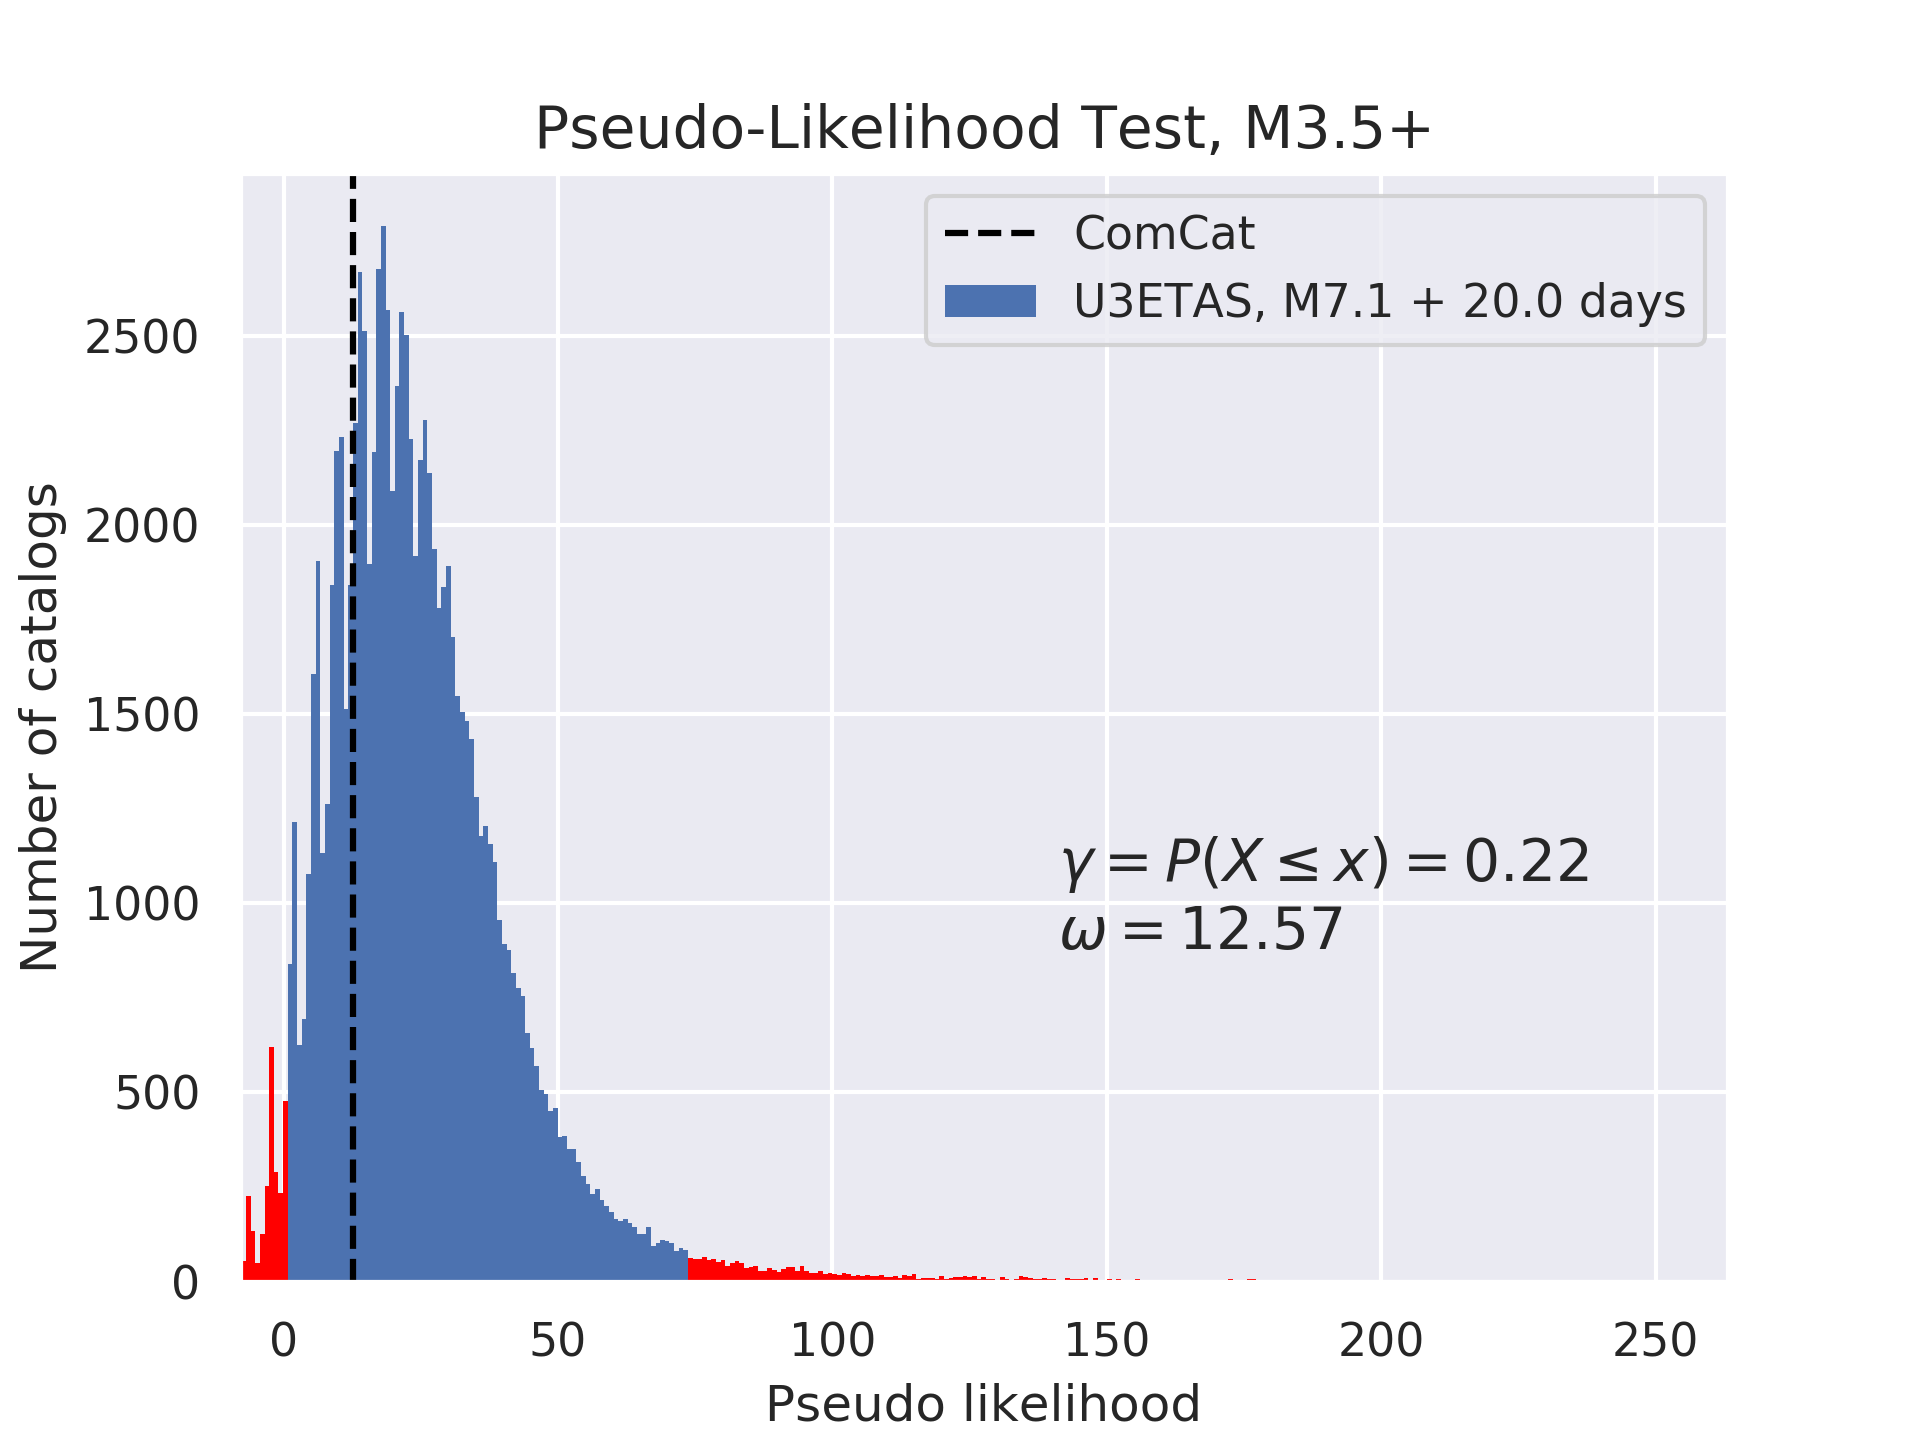 Pseudo-Likelihood Test, M3.5+
ComCat
U3ETAS, M7.1 + 20.0 days
Number of catalogs
2500
2000
1500
1000
500
0
γ = P(X ≤ x) = 0.22
ω = 12.57
0 50 100 150 200 250
Pseudo likelihood